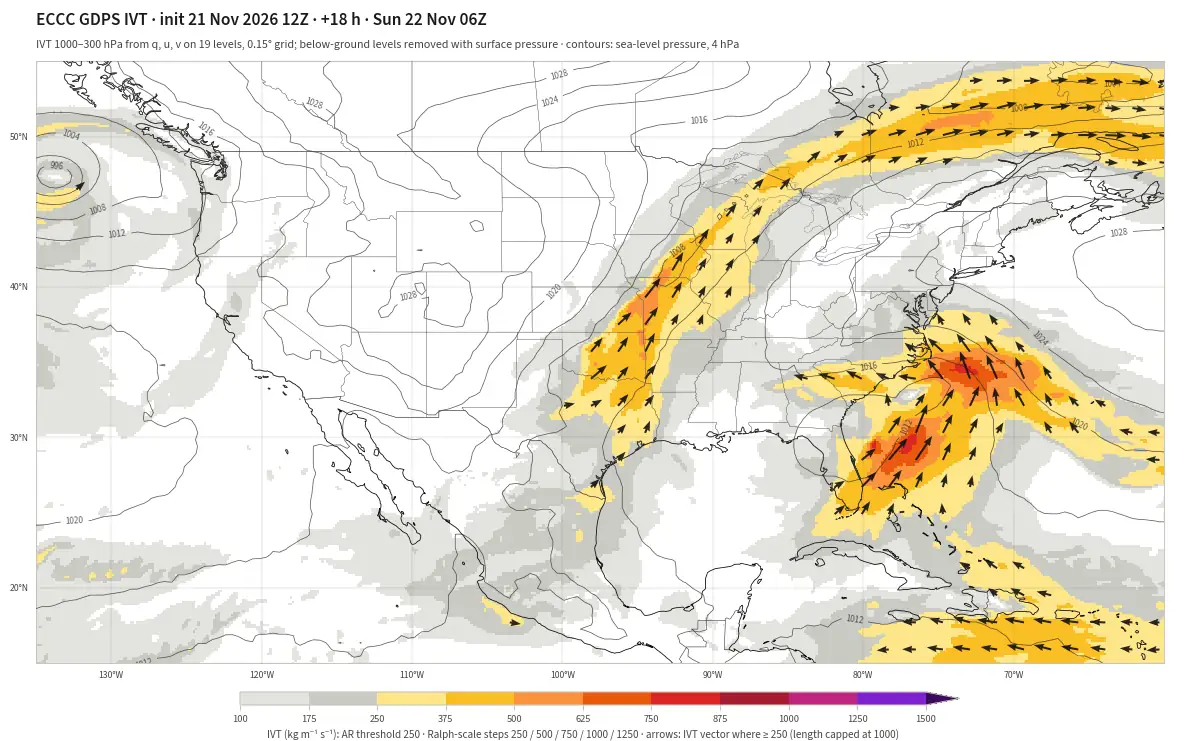 ECCC GDPS IVT · init 21 Nov 2026 12Z · +18 h · Sun 22 Nov 06Z
IVT 1000–300 hPa from q, u, v on 19 levels, 0.15° grid; below-ground levels removed with surface pressure · contours: sea-level pressure, 4 hPa
1028
1028
1024
1016
1016
1004
1008
1012
50°N
996
1008
1012
1028
1008
1020
1028
40°N
1024
1016
1012
1020
30°N
1020
20°N
1012
1012
130°W 120°W 110°W 100°W 90°W 80°W 70°W
100 175 250 375 500 625 750 875 1000 1250 1500
IVT (kg m⁻¹ s⁻¹): AR threshold 250 · Ralph-scale steps 250 / 500 / 750 / 1000 / 1250 · arrows: IVT vector where ≥ 250 (length capped at 1000)